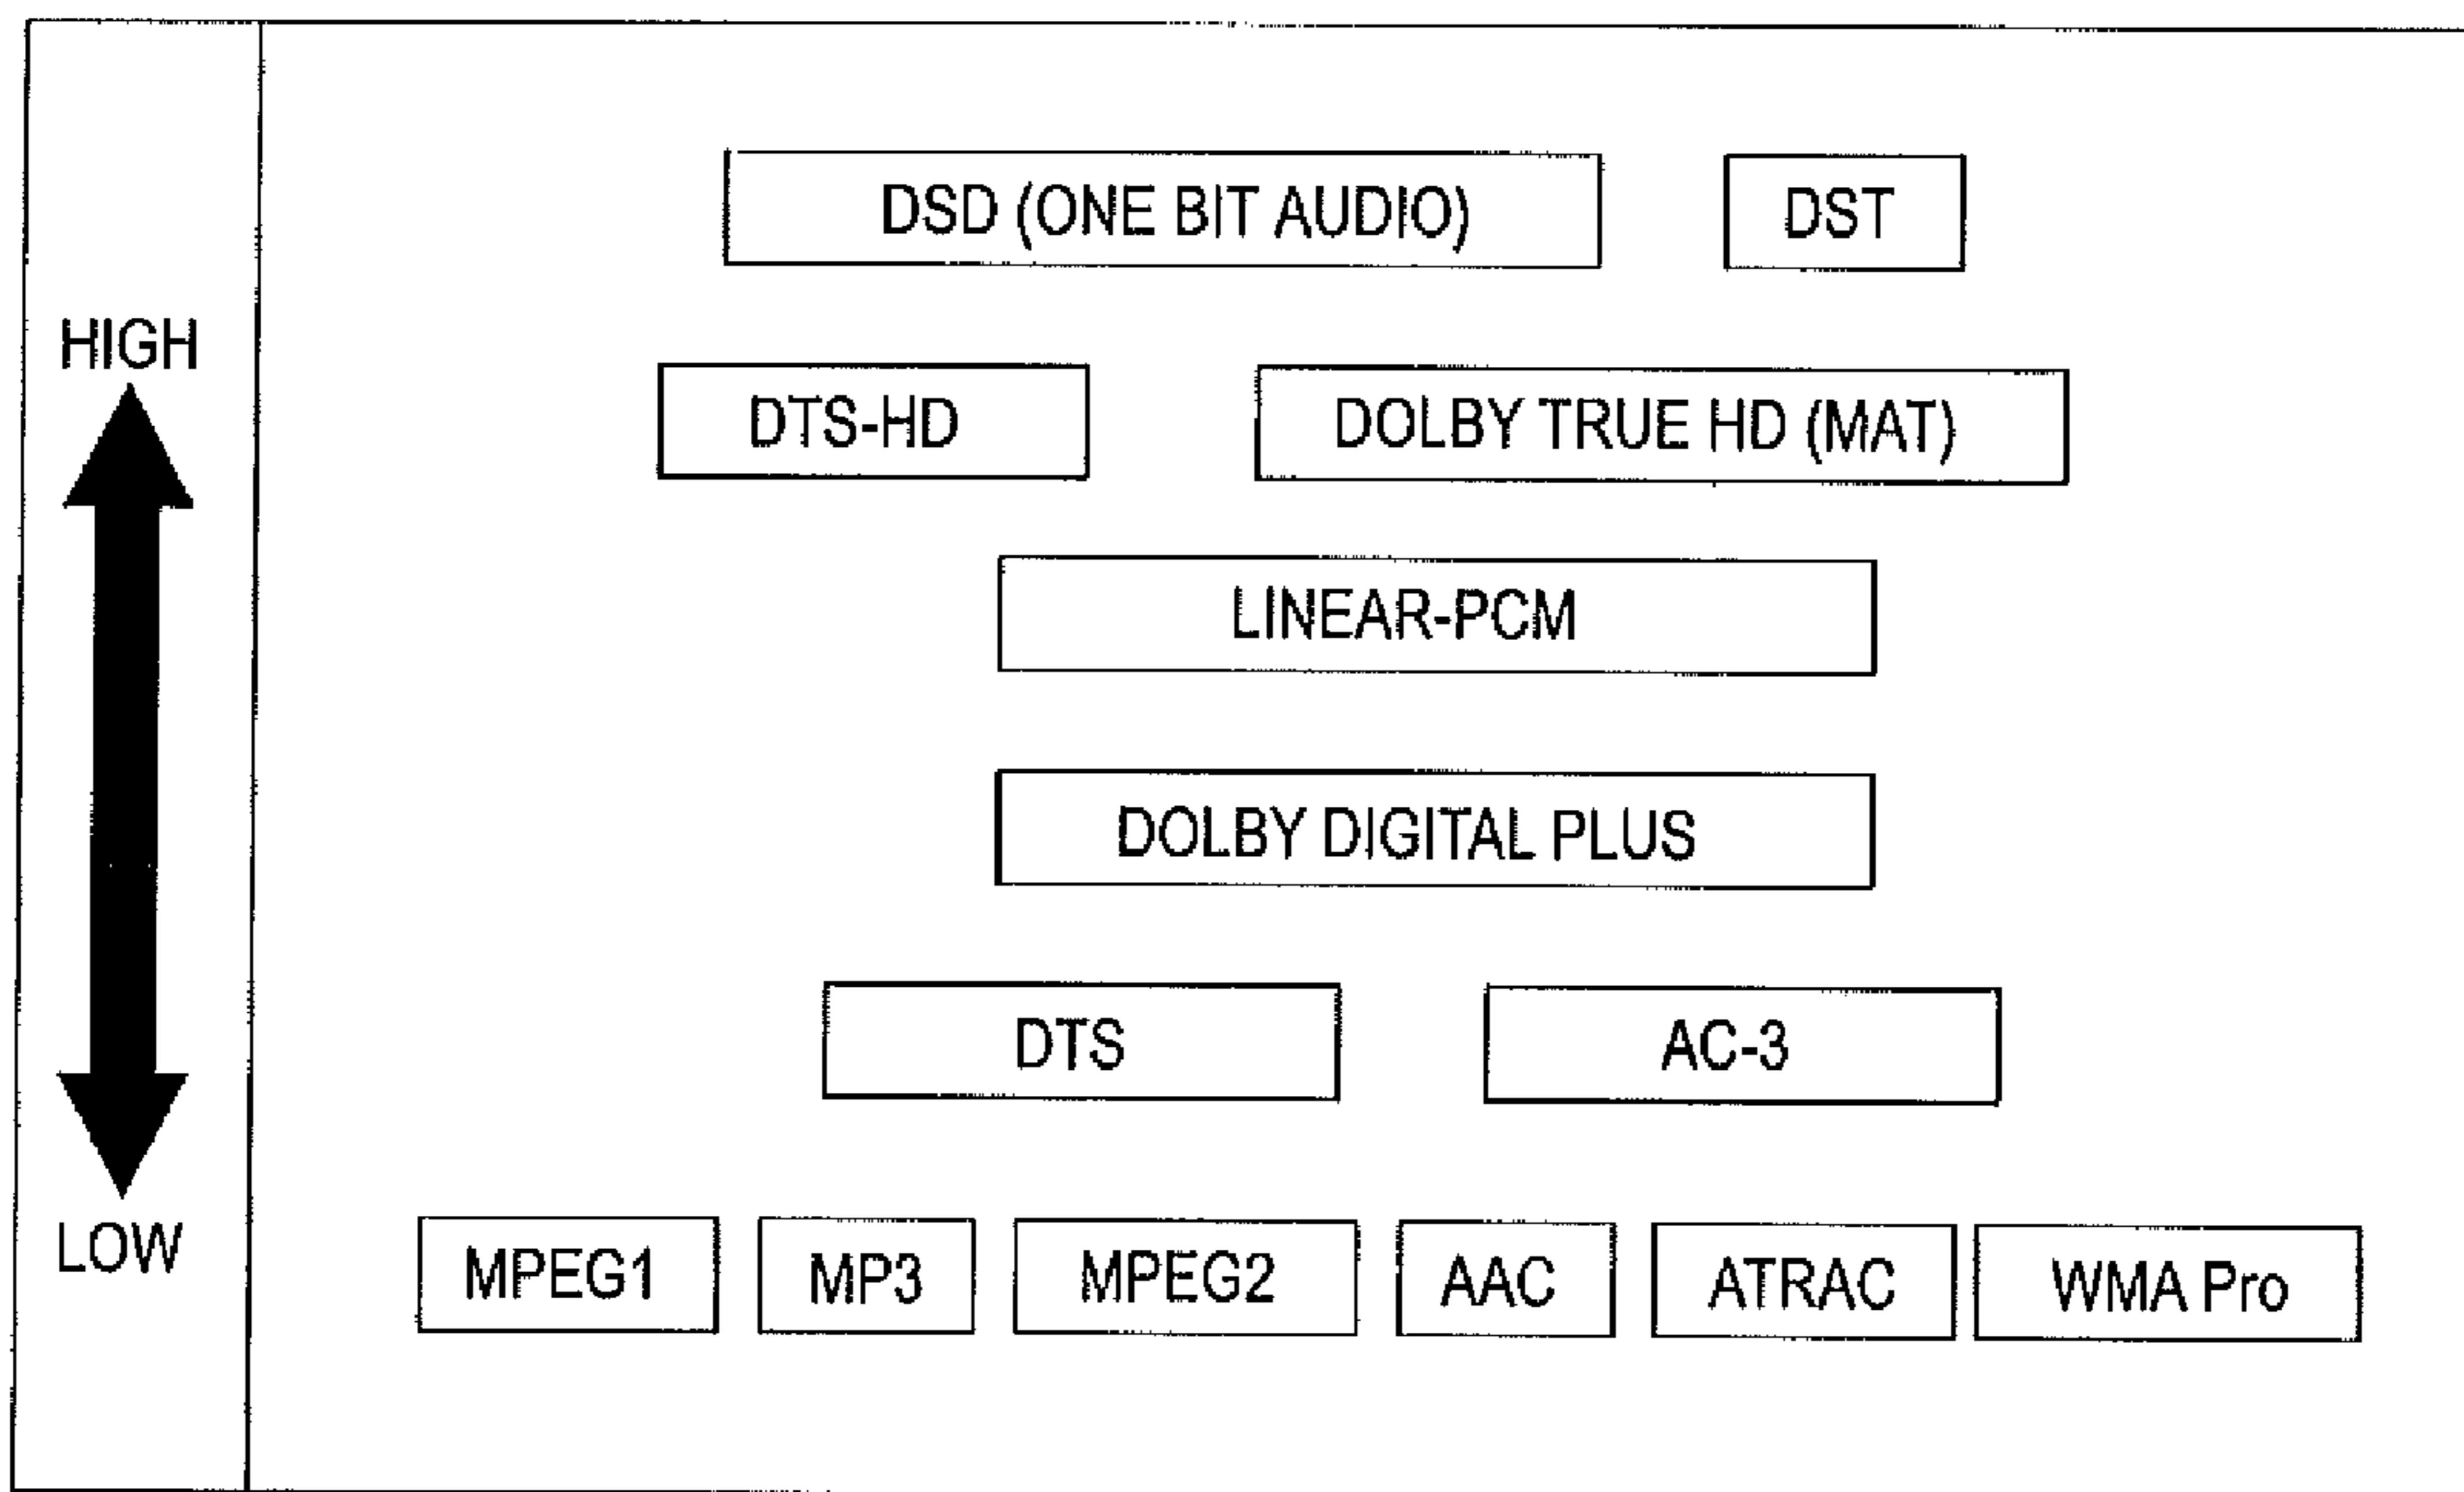 DSD (ONE BIT AUDIO) DST
HIGH
DTS-HD DOLBY TRUE HD (MAT)
LINEAR-PCM
DOLBY DIGITAL PLUS
DTS AC-3
LOW
MPEG1 MP3 MPEG2 AAC ATRAC WMA Pro